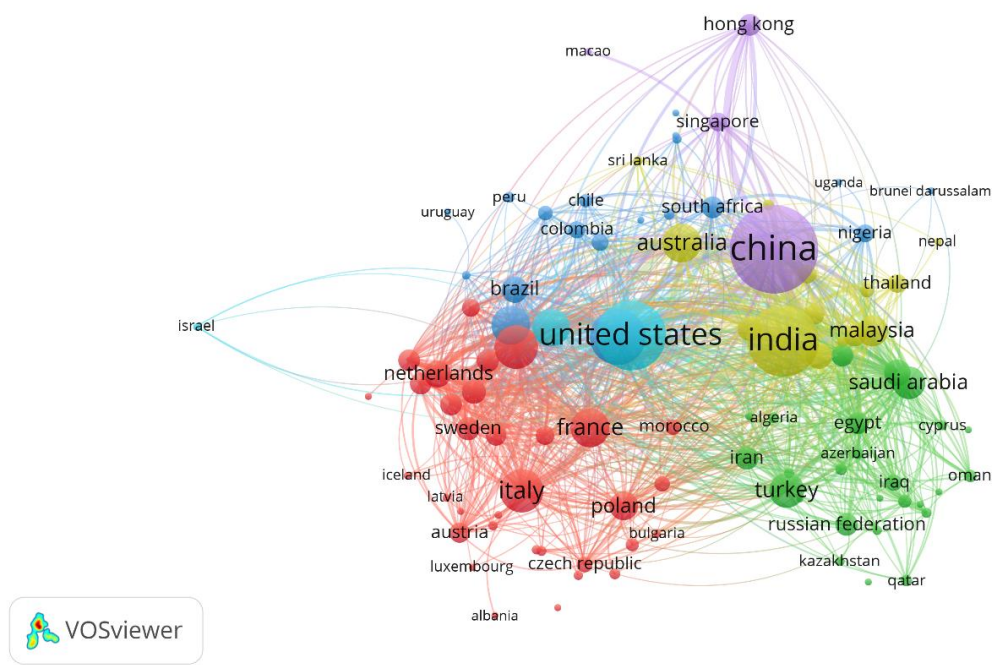 hong kong
macao
singapore
sri lanka
uganda
brunei darussalam
peru
chile
south africa
uruguay
colombia
australia
china
nigeria
nepal
brazil
thailand
israel
united states
india
malaysia
netherlands
saudi arabia
sweden
france
morocco
algeria
egypt
cyprus
iran
azerbaijan
iceland
latvia
italy
turkey
iraq
oman
poland
austria
bulgaria
russian federation
luxembourg
czech republic
kazakhstan
qatar
albania
VOSviewer